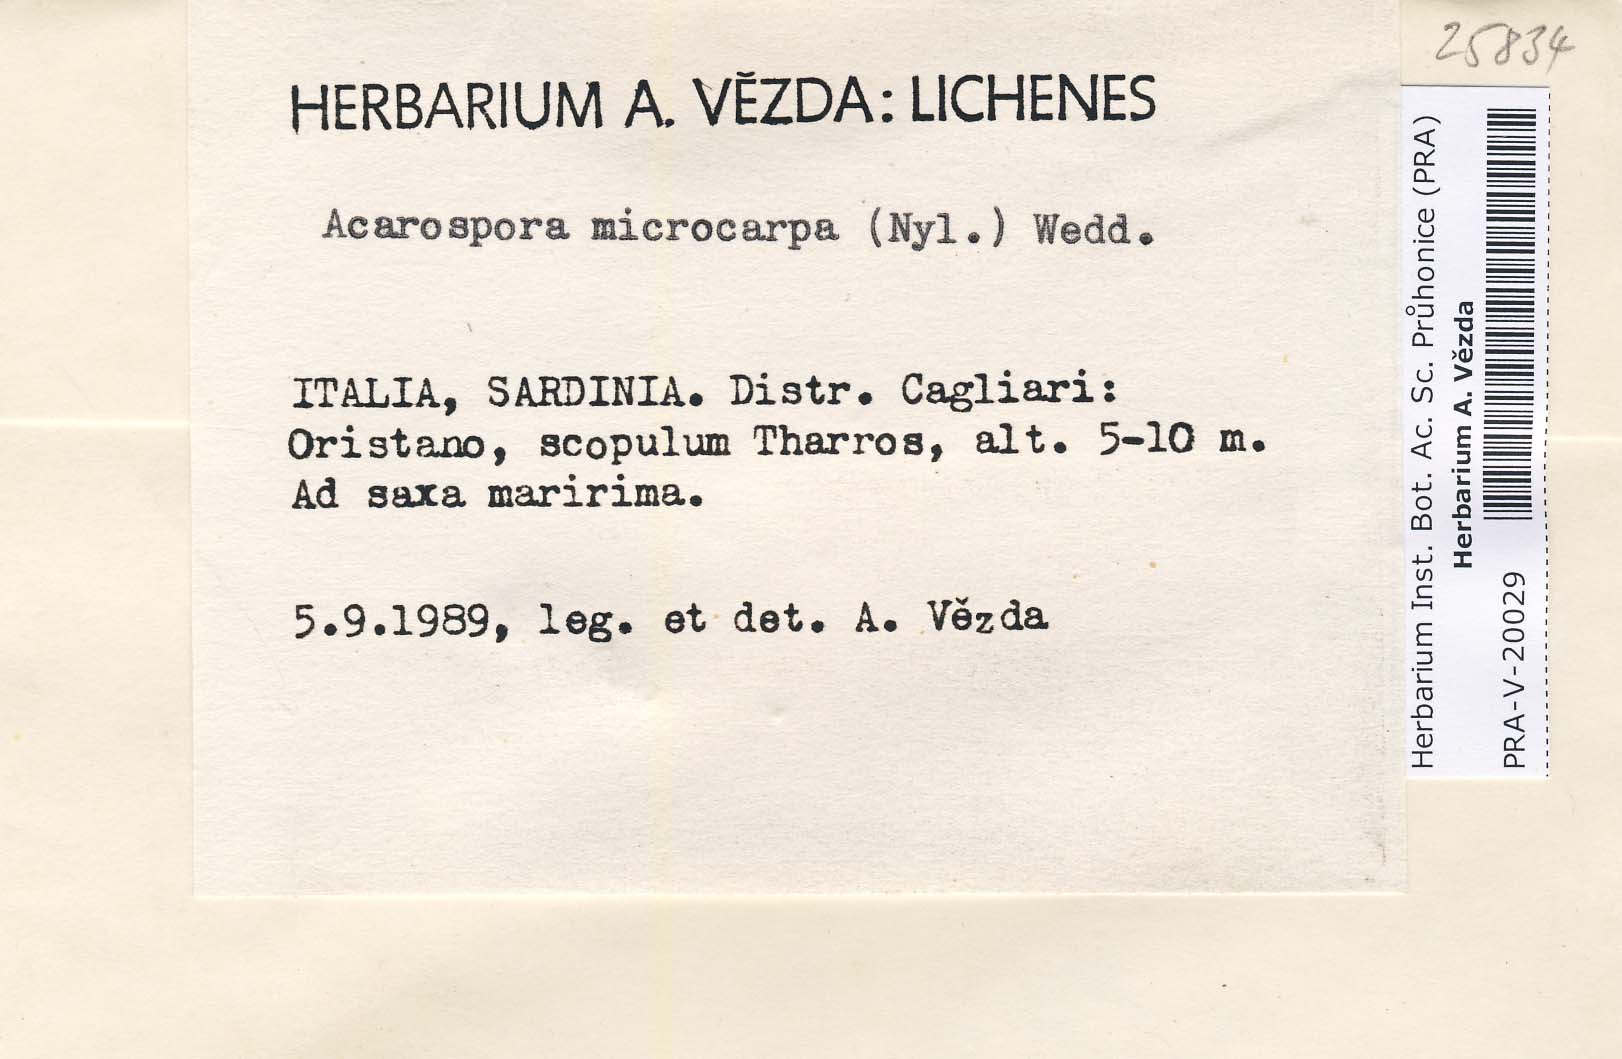 25834
HERBARIUM A. VĚZDA: LICHENES
Acarospora microcarpa (Nyl.) Wedd.
ITALIA, SARDINIA. Distr. Cagliari:
Oristano, scopulum Tharros, alt. 5-10 m.
Ad saxa maririma.
5.9.1989, leg. et det. A. Vězda
Herbarium Inst. Bot. Ac. Sc. Průhonice (PRA)
Herbarium A. Vězda
PRA-V-20029